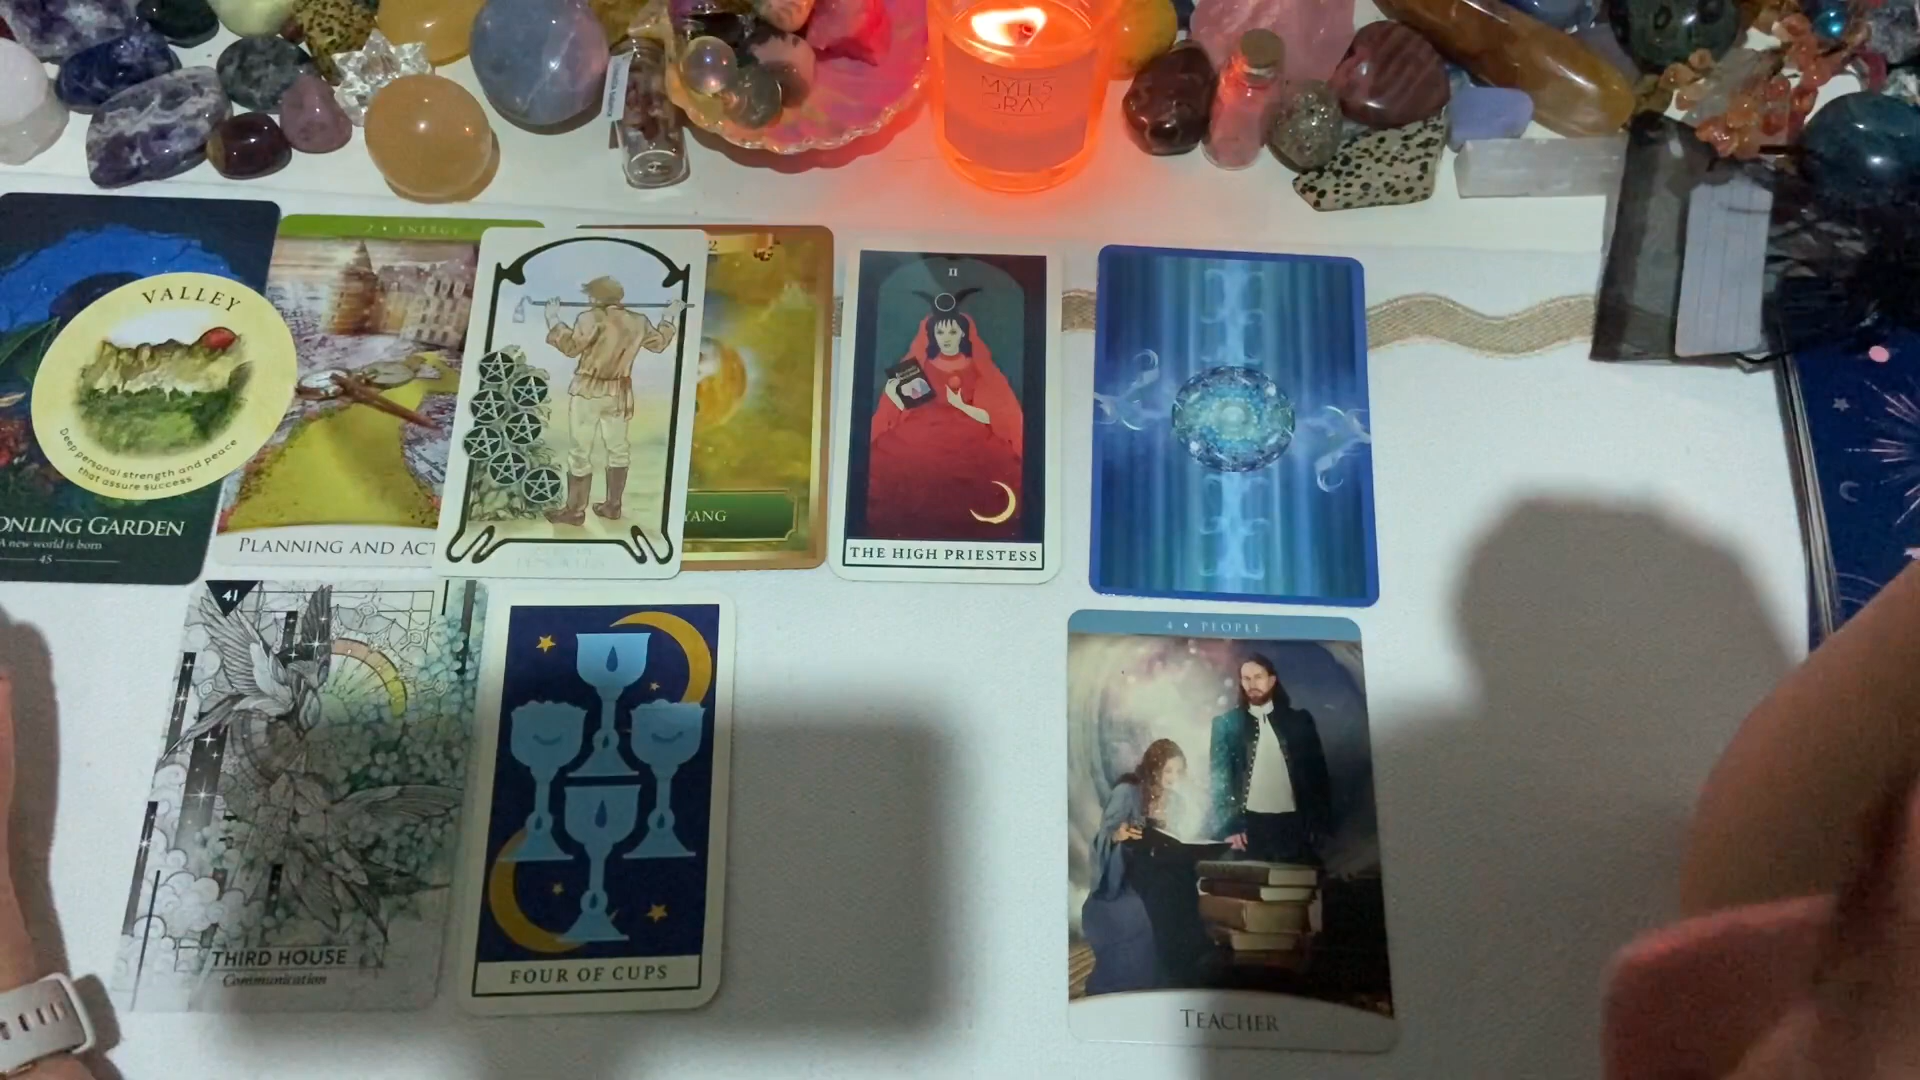 MYLES
GRAY
VALLEY
Deep personal strength and peace
that assure success
ONLING GARDEN
A new world is born
45
2 • ENERGY
PLANNING AND ACT
2
YANG
II
THE HIGH PRIESTESS
41
THIRD HOUSE
Communication
FOUR OF CUPS
4 • PEOPLE
TEACHER